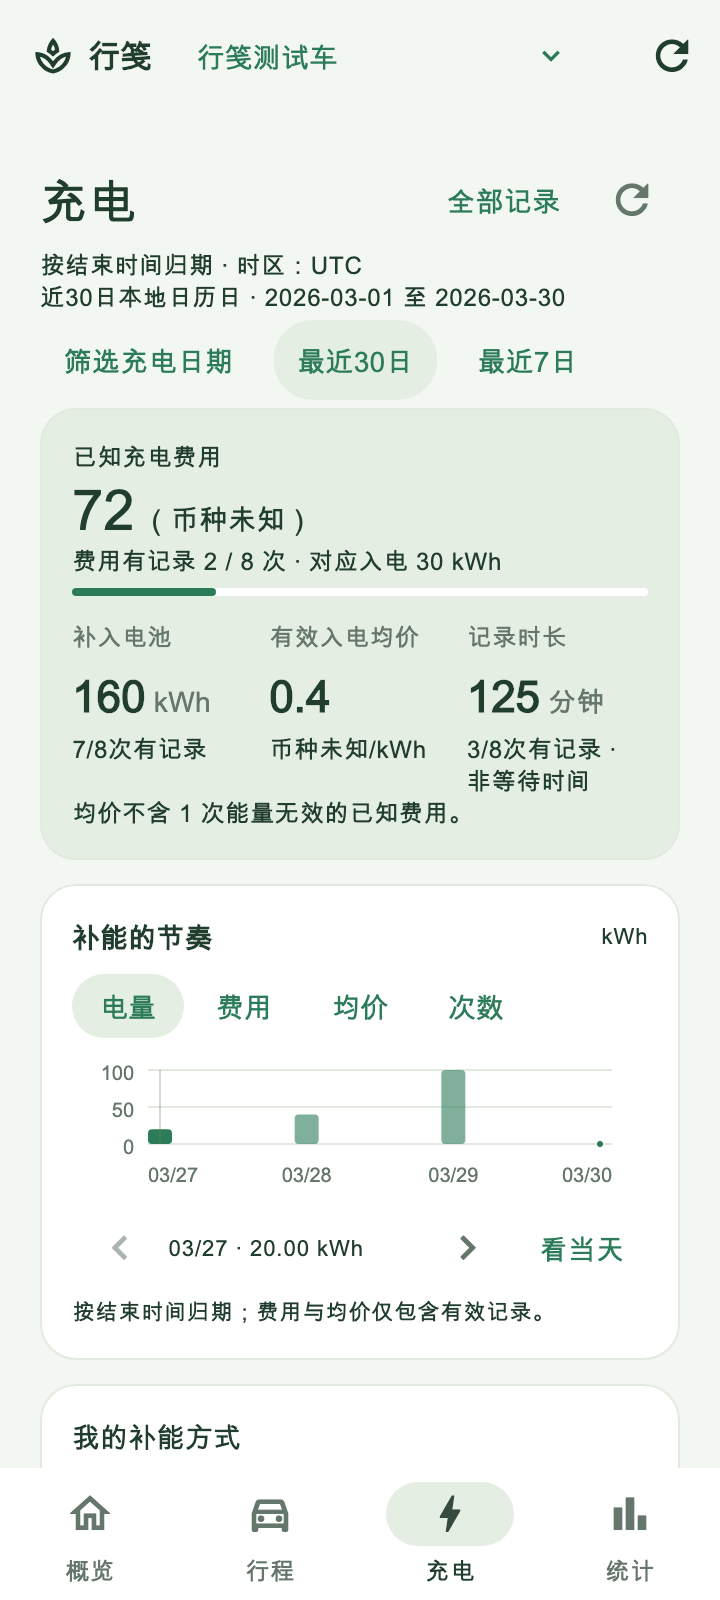 行笺 行笺测试车
充电 全部记录
按结束时间归期 · 时区：UTC
近30日本地日历日 · 2026-03-01 至 2026-03-30
筛选充电日期 最近30日 最近7日
已知充电费用
72（币种未知）
费用有记录 2 / 8 次 · 对应入电 30 kWh
补入电池 有效入电均价 记录时长
160 kWh 0.4 125 分钟
7/8次有记录 币种未知/kWh 3/8次有记录 ·
非等待时间
均价不含 1 次能量无效的已知费用。
补能的节奏 kWh
电量 费用 均价 次数
100
50
0
03/27 03/28 03/29 03/30
03/27 · 20.00 kWh 看当天
按结束时间归期；费用与均价仅包含有效记录。
我的补能方式
概览 行程 充电 统计